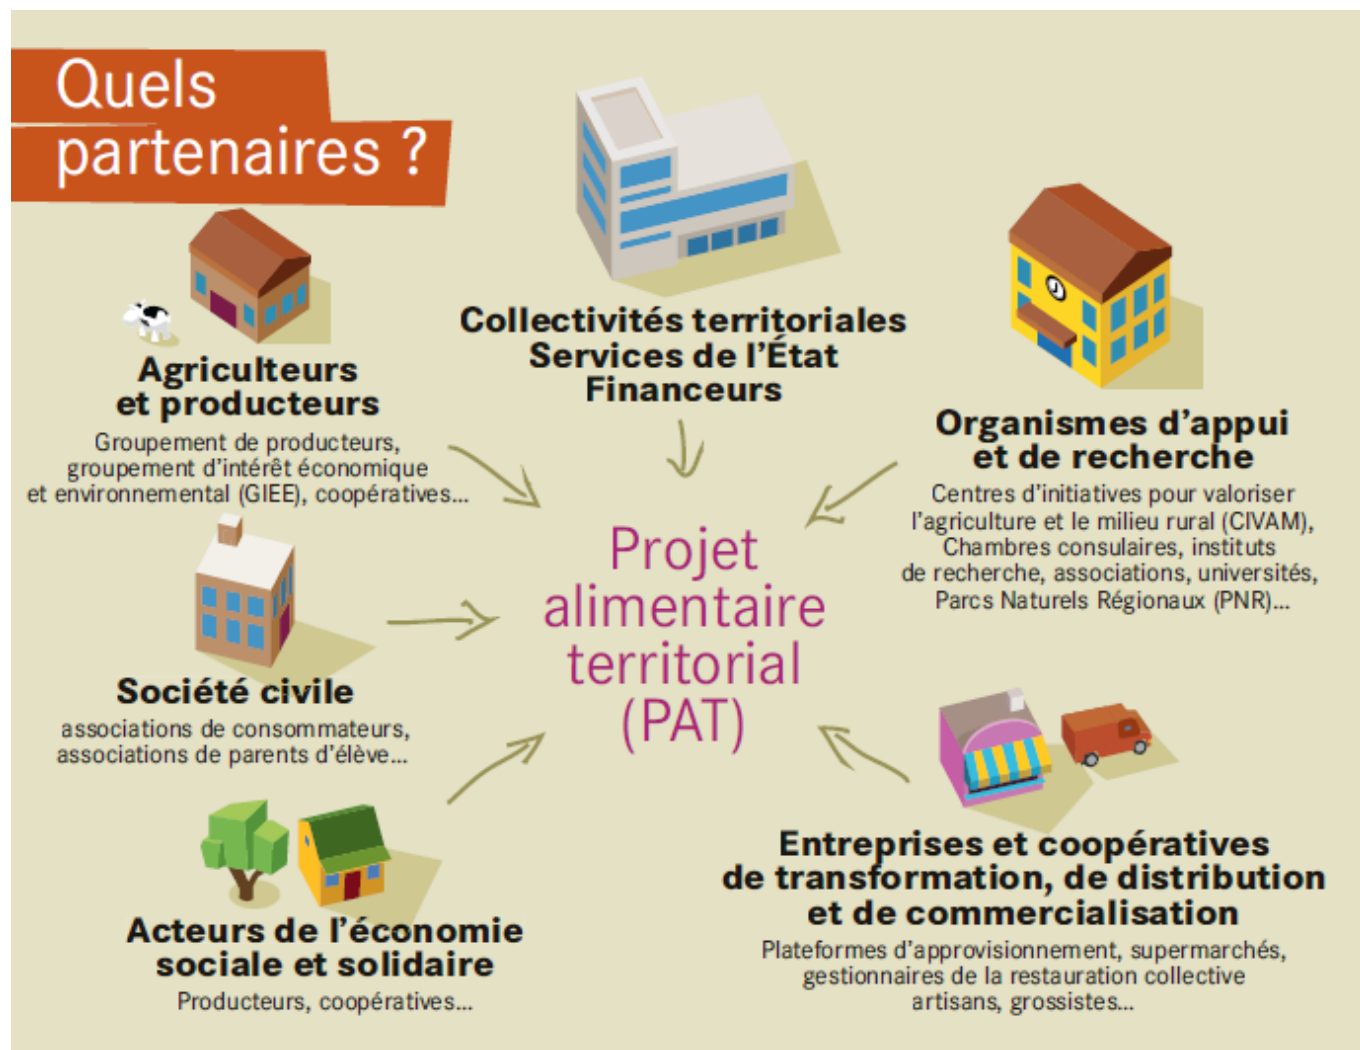 Quels
partenaires ?
Collectivités territoriales
Services de l'État
Financeurs
Agriculteurs
et producteurs
Groupement de producteurs,
groupement d'intérêt économique
et environnemental (GIEE), coopératives...
Organismes d'appui
et de recherche
Centres d'initiatives pour valoriser
l'agriculture et le milieu rural (CIVAM),
Chambres consulaires, instituts
de recherche, associations, universités,
Parcs Naturels Régionaux (PNR)...
Projet
alimentaire
territorial
(PAT)
Société civile
associations de consommateurs,
associations de parents d'élève...
Acteurs de l'économie
sociale et solidaire
Producteurs, coopératives...
Entreprises et coopératives
de transformation, de distribution
et de commercialisation
Plateformes d'approvisionnement, supermarchés,
gestionnaires de la restauration collective
artisans, grossistes...